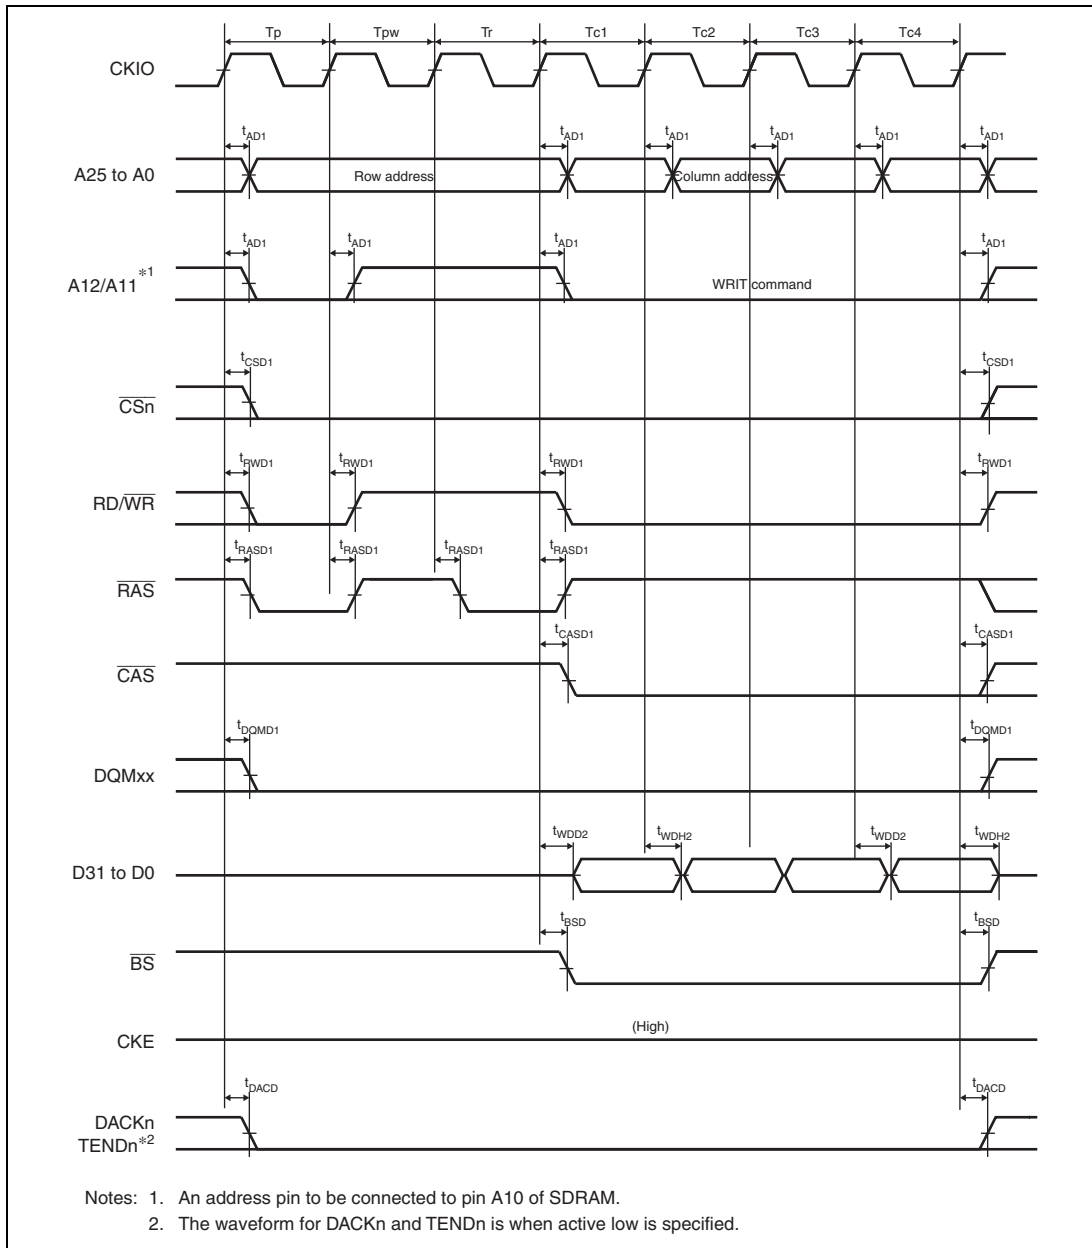 Tp Tpw Tr Tc1 Tc2 Tc3 Tc4
CKIO
tAD1 tAD1 tAD1 tAD1 tAD1 tAD1
A25 to A0 Row address Column address
tAD1 tAD1 tAD1 tAD1
A12/A11*1 WRIT command
tCSD1 tCSD1
CSn
tRWD1 tRWD1 tRWD1 tRWD1
RD/WR
tRASD1 tRASD1 tRASD1 tRASD1
RAS
tCASD1 tCASD1
CAS
tDQMD1 tDQMD1
DQMxx
tWDD2 tWDH2 tWDD2 tWDH2
D31 to D0
tBSD tBSD
BS
(High)
CKE
tDACD tDACD
DACKn
TENDn*2
Notes: 1. An address pin to be connected to pin A10 of SDRAM.
2. The waveform for DACKn and TENDn is when active low is specified.